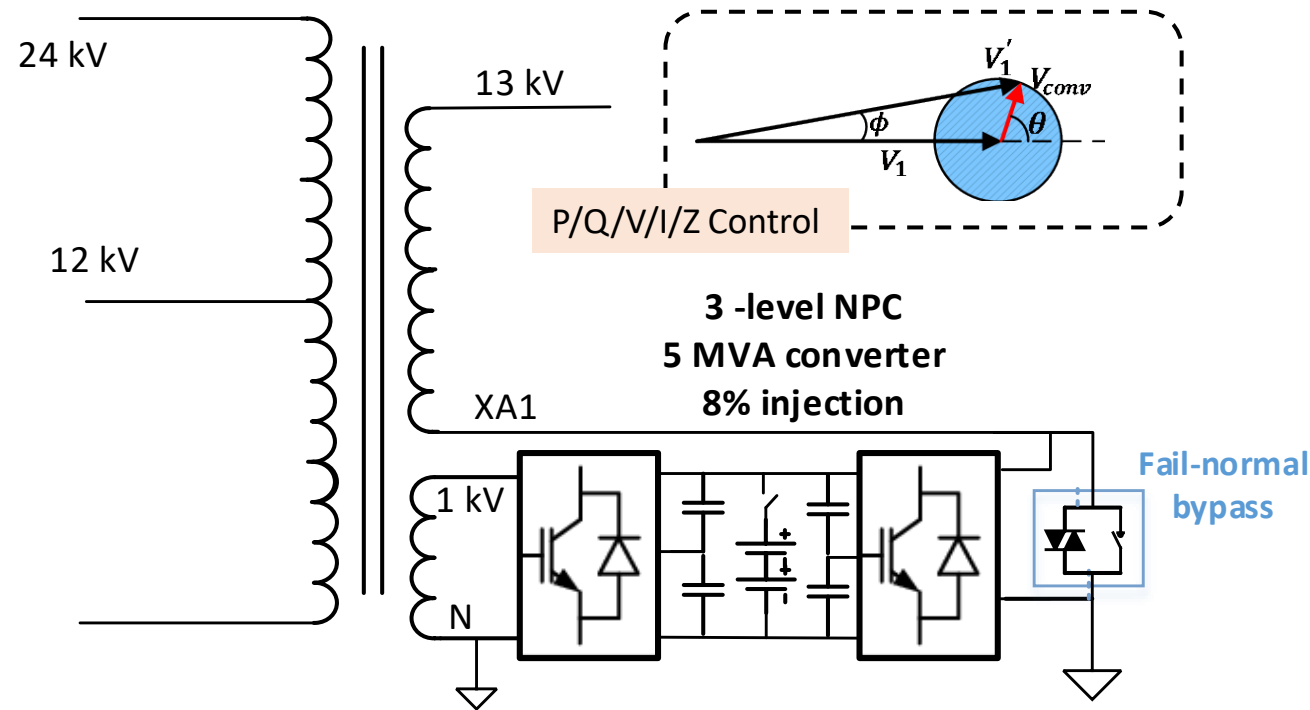 24 kV
12 kV
13 kV
V₁′
V_conv
ϕ
θ
V₁
P/Q/V/I/Z Control
3 -level NPC
5 MVA converter
8% injection
XA1
1 kV
N
+
+
-
Fail-normal
bypass